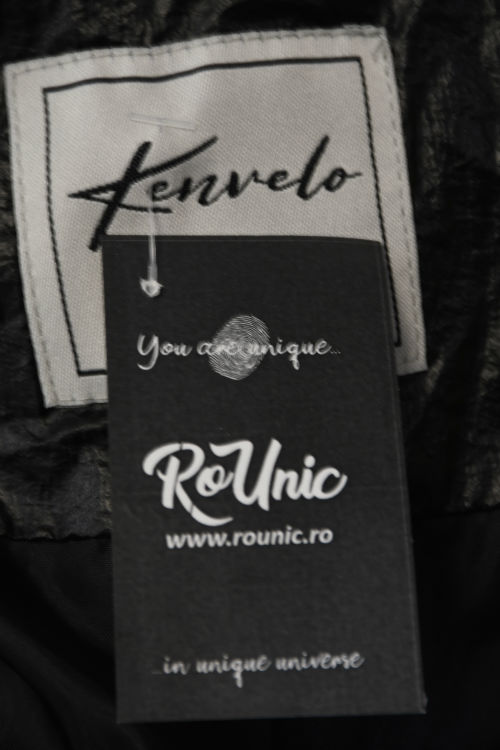 Kenvelo
You are unique...
RoUnic
www.rounic.ro
...in unique universe